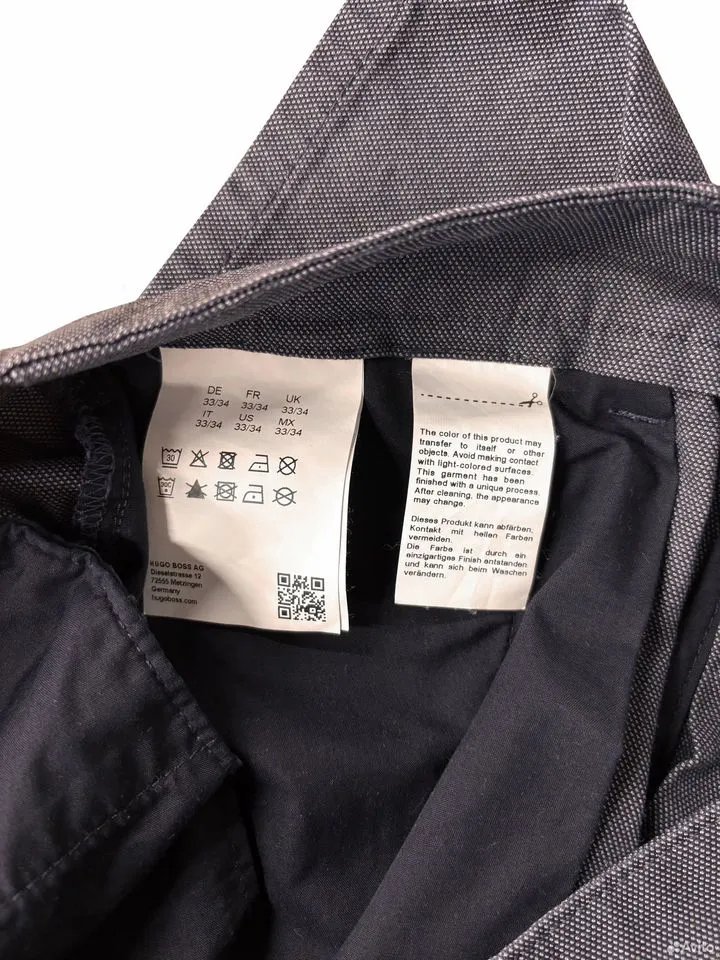 DE FR UK
33/34 33/34 33/34
IT US MX
33/34 33/34 33/34
30
HUGO BOSS AG
Dieselstrasse 12
72555 Metzingen
Germany
hugoboss.com
The color of this product may
transfer to itself or other
objects. Avoid making contact
with light-colored surfaces.
This garment has been
finished with a unique process.
After cleaning, the appearance
may change.
Dieses Produkt kann abfärben,
Kontakt mit hellen Farben
vermeiden.
Die Farbe ist durch ein
einzigartiges Finish entstanden
und kann sich beim Waschen
verändern.
Avito